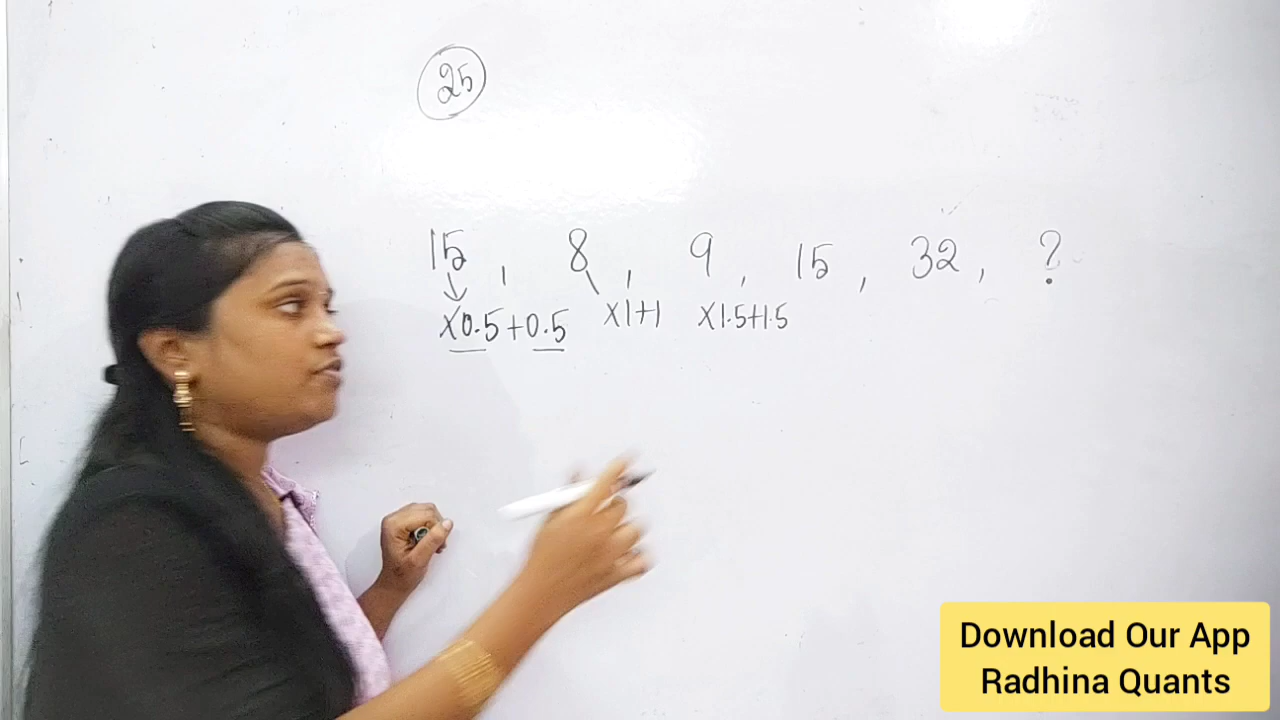 25
15, 8, 9, 15, 32, ?
×0.5+0.5 ×1+1 ×1.5+1.5
Download Our App
Radhina Quants